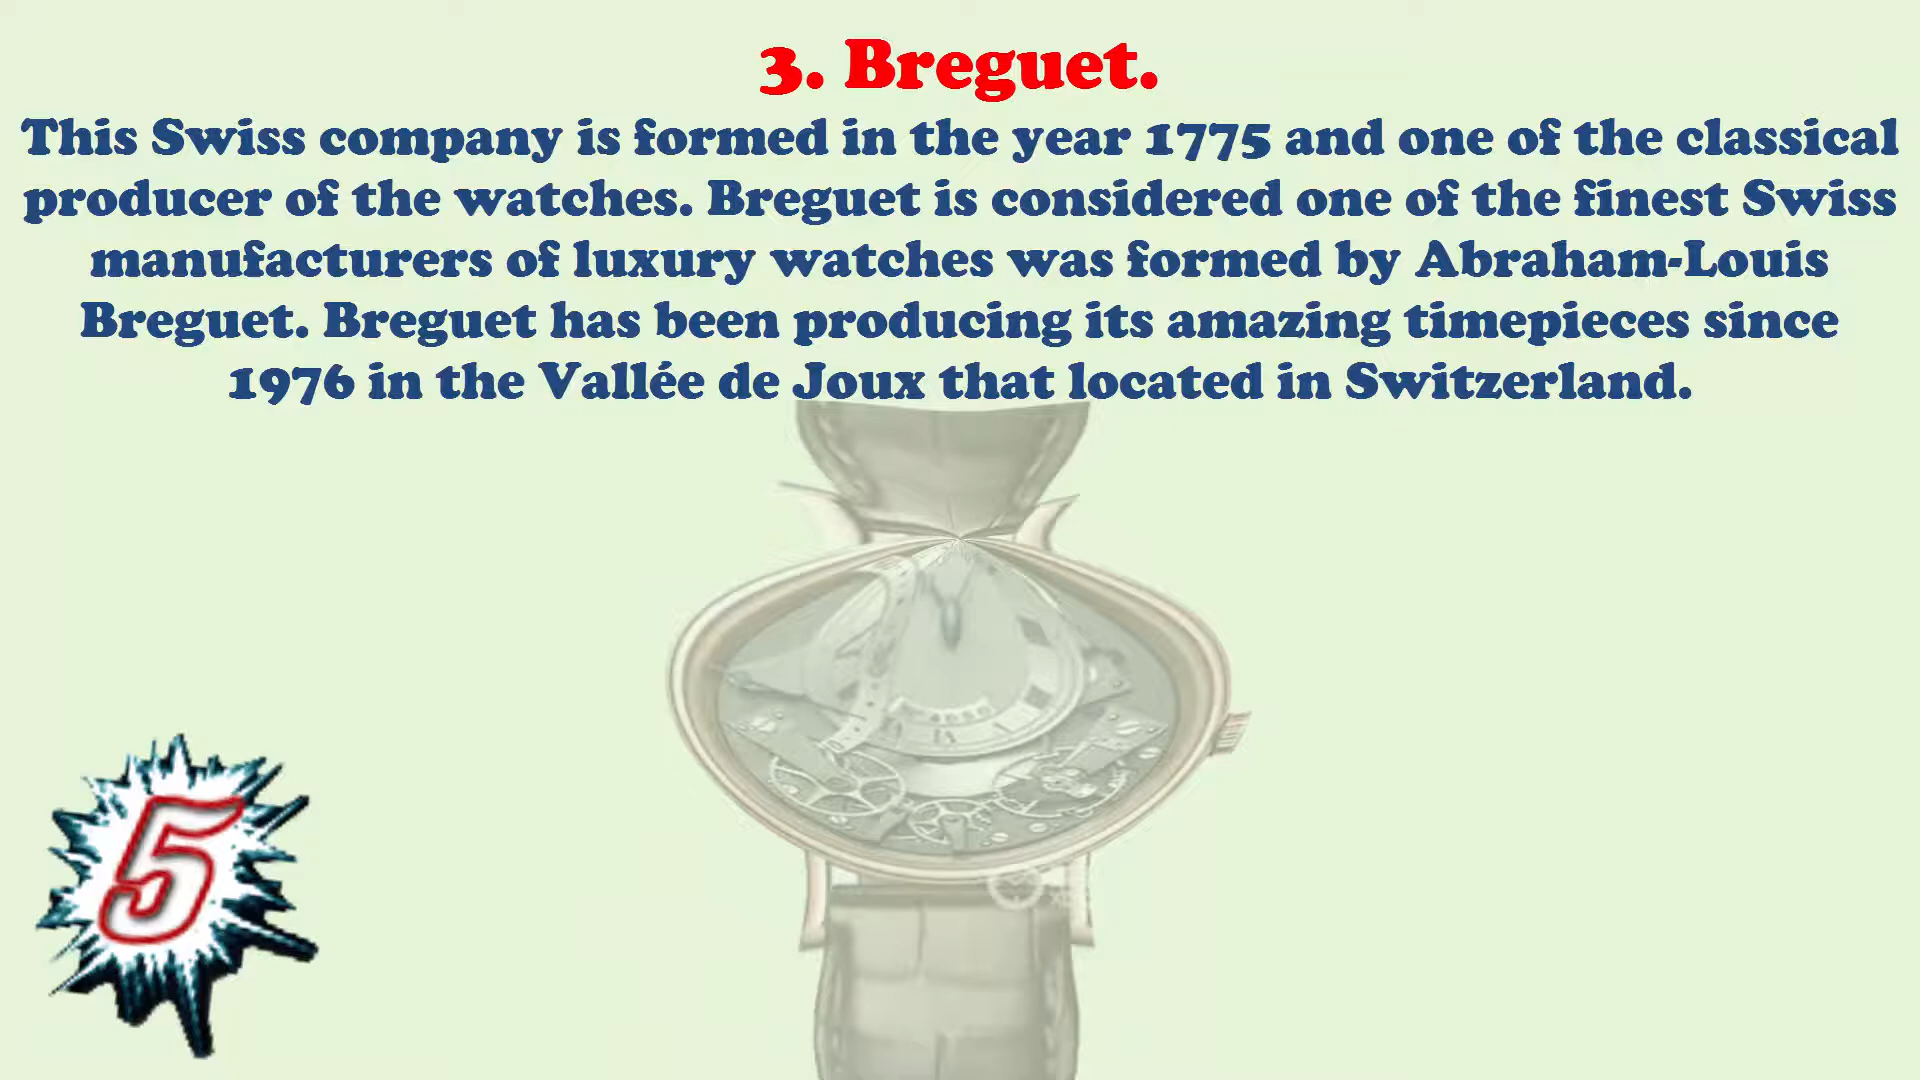 3. Breguet.
This Swiss company is formed in the year 1775 and one of the classical
producer of the watches. Breguet is considered one of the finest Swiss
manufacturers of luxury watches was formed by Abraham-Louis
Breguet. Breguet has been producing its amazing timepieces since
1976 in the Vallée de Joux that located in Switzerland.
5